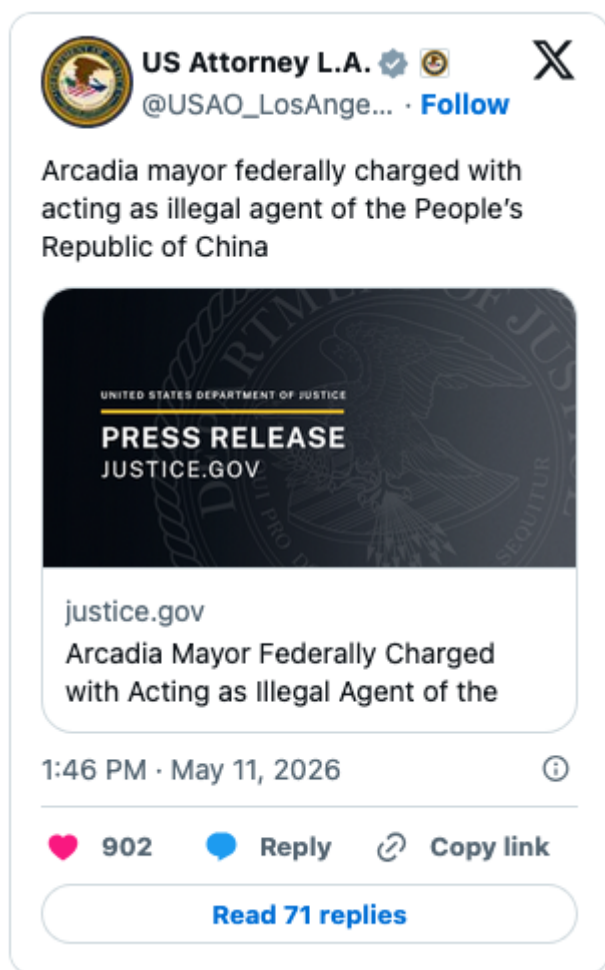 US Attorney L.A.
@USAO_LosAnge... · Follow
Arcadia mayor federally charged with
acting as illegal agent of the People’s
Republic of China
UNITED STATES DEPARTMENT OF JUSTICE
PRESS RELEASE
JUSTICE.GOV
justice.gov
Arcadia Mayor Federally Charged
with Acting as Illegal Agent of the
1:46 PM · May 11, 2026
902 Reply Copy link
Read 71 replies